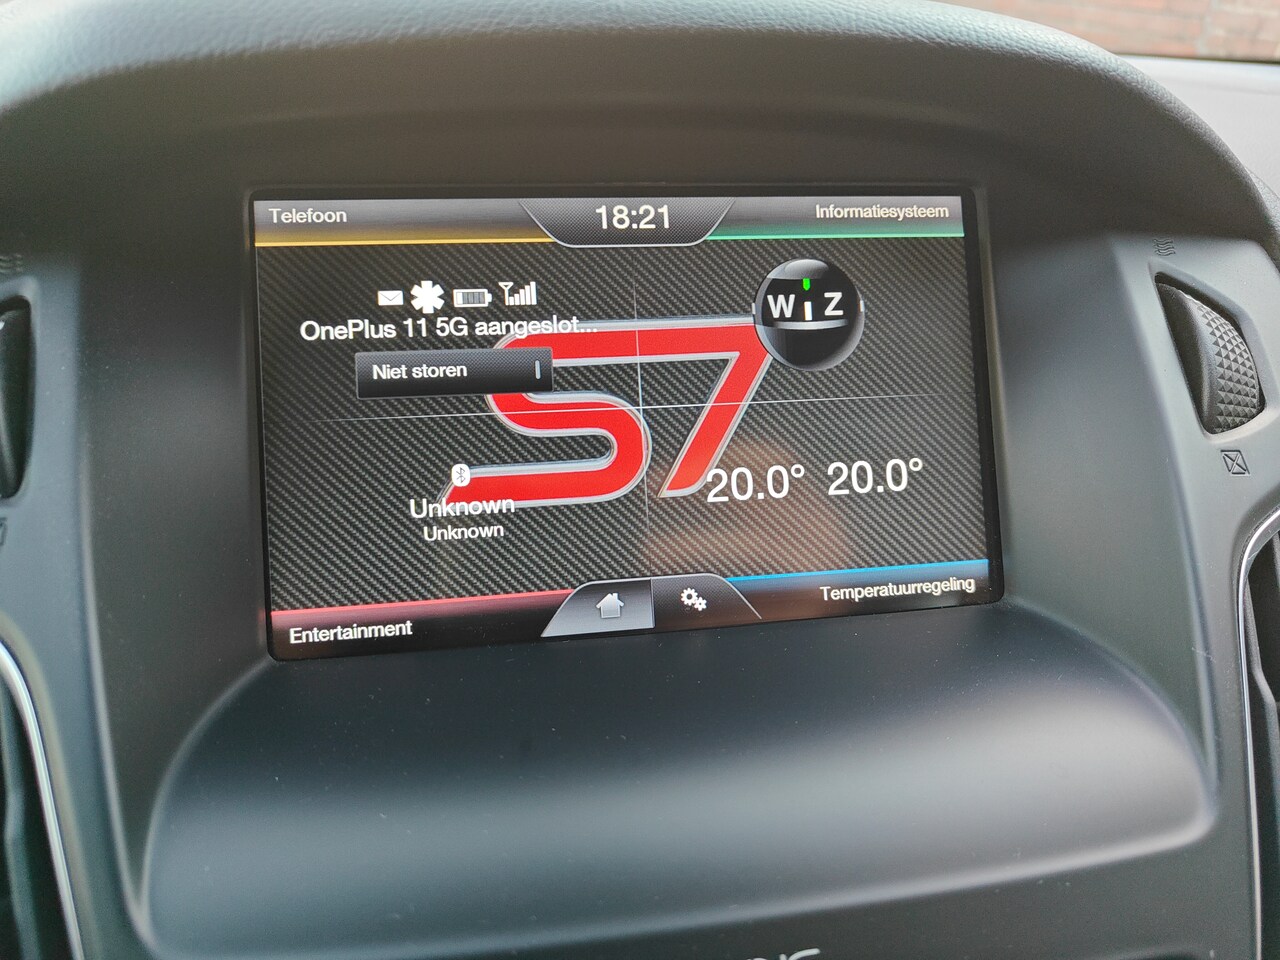 Telefoon
18:21
Informatiesysteem
W Z
OnePlus 11 5G aangeslot...
Niet storen
ST
20.0° 20.0°
Unknown
Unknown
Temperatuurregeling
Entertainment